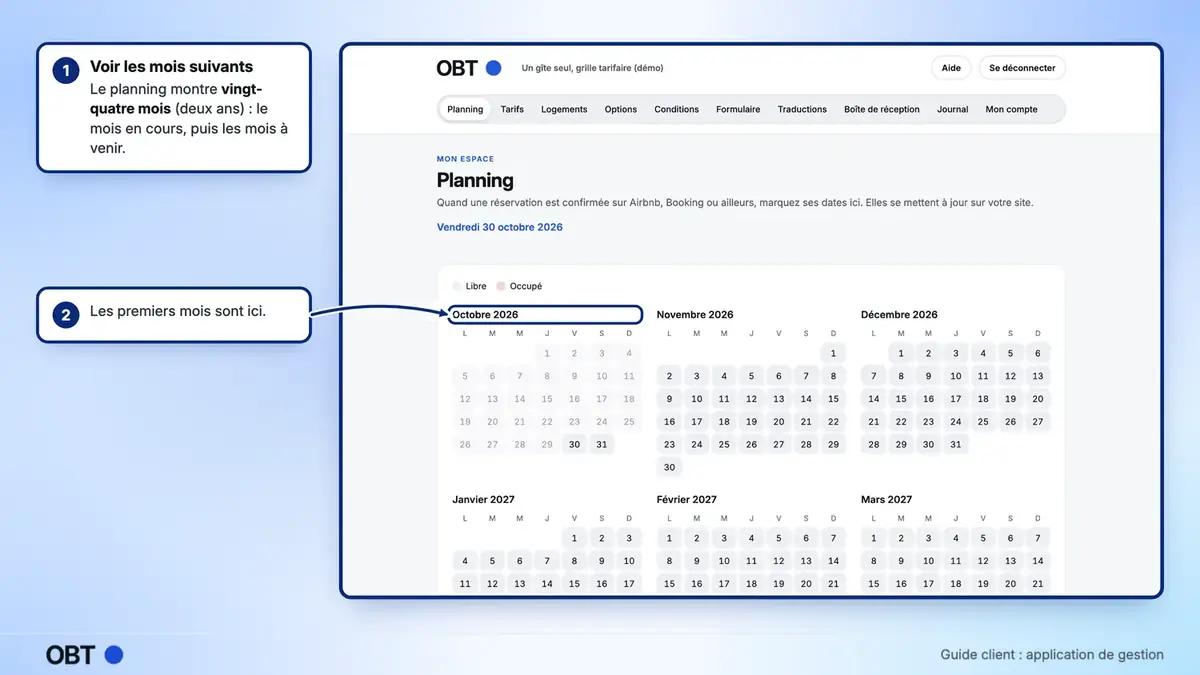 1
Voir les mois suivants
Le planning montre vingt-
quatre mois (deux ans) : le
mois en cours, puis les mois à
venir.
2
Les premiers mois sont ici.
OBT
Un gîte seul, grille tarifaire (démo)
Aide
Se déconnecter
Planning Tarifs Logements Options Conditions Formulaire Traductions Boîte de réception Journal Mon compte
MON ESPACE
Planning
Quand une réservation est confirmée sur Airbnb, Booking ou ailleurs, marquez ses dates ici. Elles se mettent à jour sur votre site.
Vendredi 30 octobre 2026
Libre Occupé
Octobre 2026
L M M J V S D
1 2 3 4
5 6 7 8 9 10 11
12 13 14 15 16 17 18
19 20 21 22 23 24 25
26 27 28 29 30 31
Novembre 2026
L M M J V S D
1
2 3 4 5 6 7 8
9 10 11 12 13 14 15
16 17 18 19 20 21 22
23 24 25 26 27 28 29
30
Décembre 2026
L M M J V S D
1 2 3 4 5 6
7 8 9 10 11 12 13
14 15 16 17 18 19 20
21 22 23 24 25 26 27
28 29 30 31
Janvier 2027
L M M J V S D
1 2 3
4 5 6 7 8 9 10
11 12 13 14 15 16 17
Février 2027
L M M J V S D
1 2 3 4 5 6 7
8 9 10 11 12 13 14
15 16 17 18 19 20 21
Mars 2027
L M M J V S D
1 2 3 4 5 6 7
8 9 10 11 12 13 14
15 16 17 18 19 20 21
OBT
Guide client : application de gestion